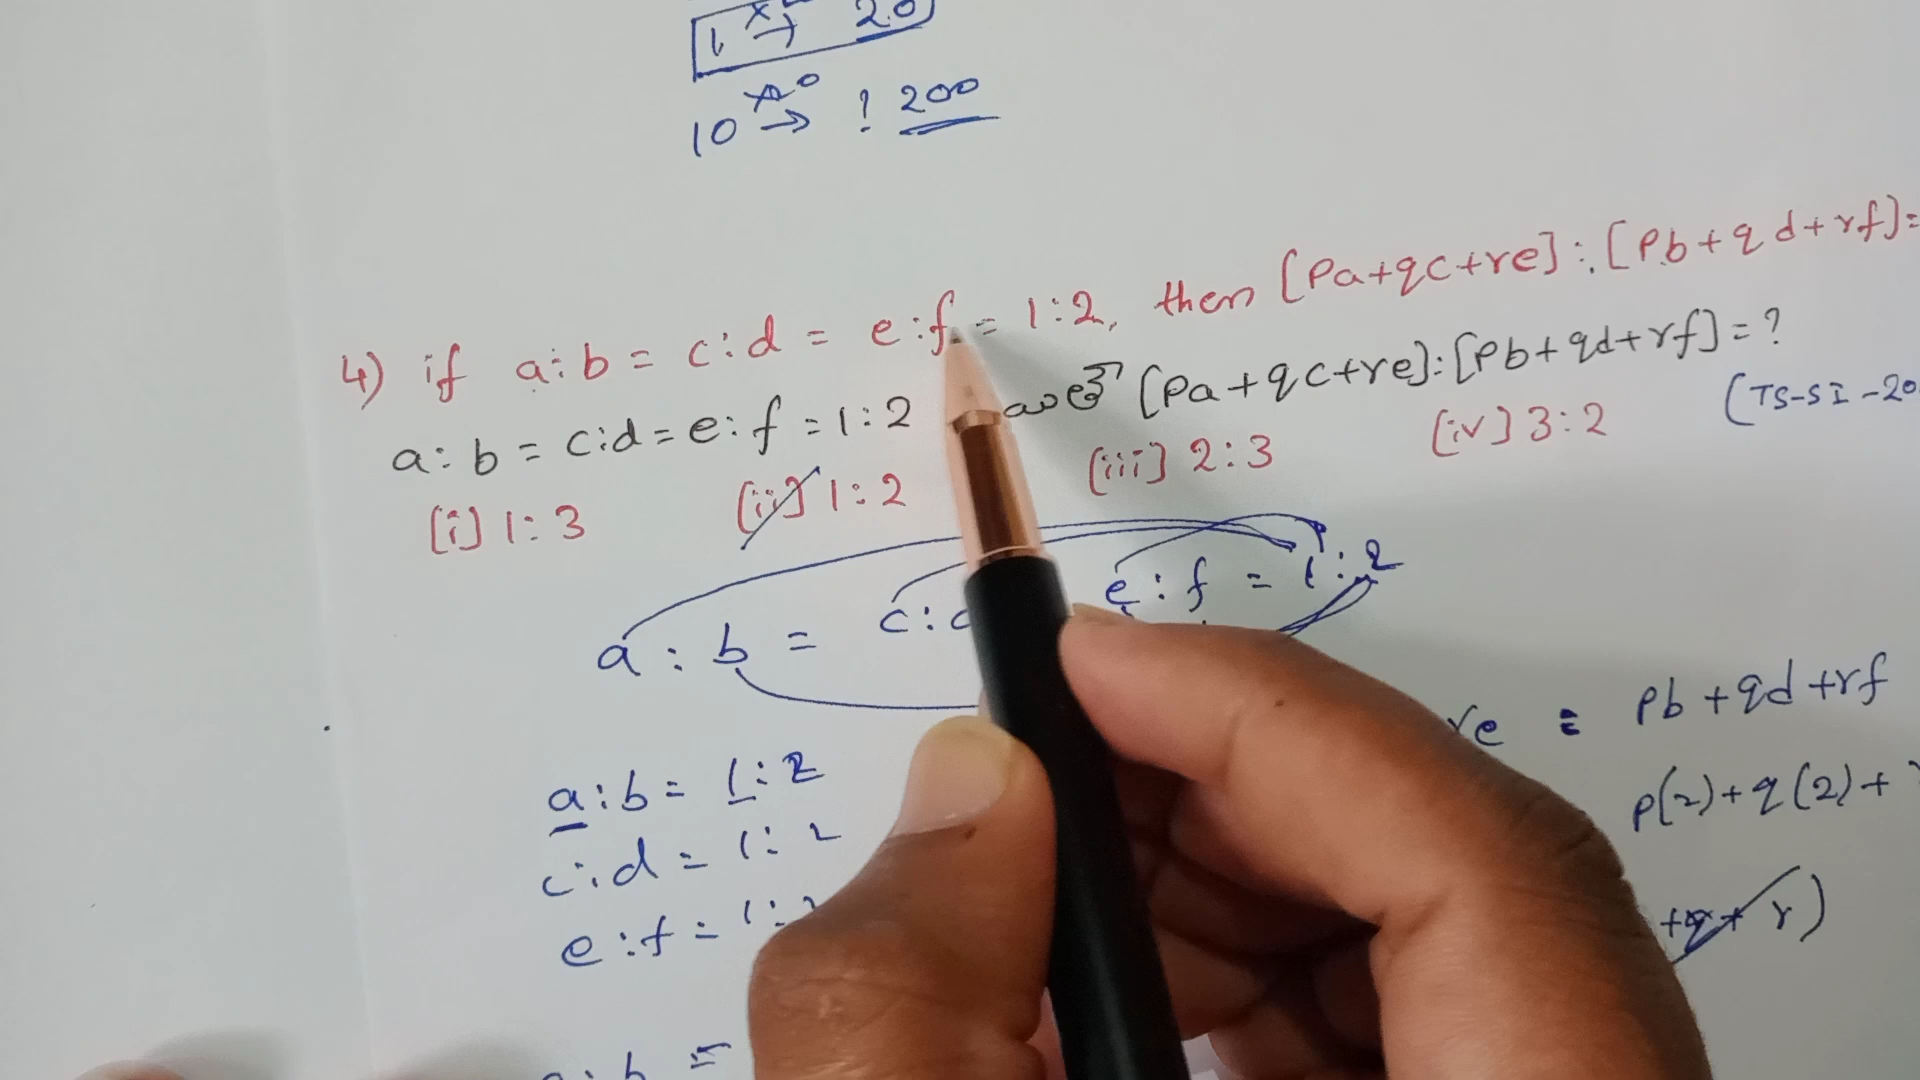 1 → 20
10 → ? 200
4) if a:b = c:d = e:f = 1:2, then [Pa+qc+re]:[Pb+qd+rf]=
a:b = c:d = e:f = 1:2 [Pa+qc+re]:[Pb+qd+rf]=?
[i] 1:3 [ii] 1:2 [iii] 2:3 [iv] 3:2 (TS-SI-20
a : b = c : e : f = 1 : 2
re : Pb+qd+rf
a:b = 1:2
P(2)+q(2)+
c:d = 1:2
+q+r)
e:f = 1:2
b =